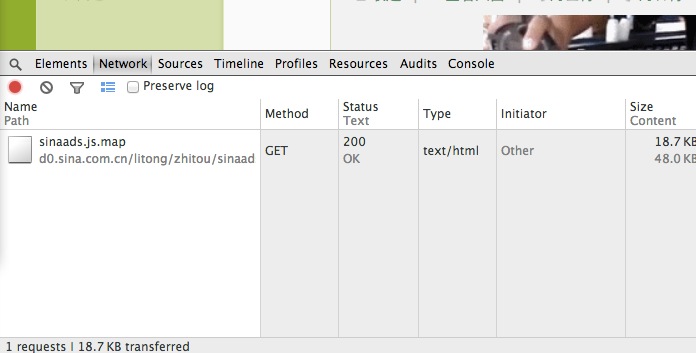 Elements Network Sources Timeline Profiles Resources Audits Console
Preserve log
Name Method Status Type Initiator Size
Path Text Content
sinaads.js.map 200 18.7 KB
GET text/html Other
d0.sina.com.cn/litong/zhitou/sinaad OK 48.0 KB
1 requests | 18.7 KB transferred